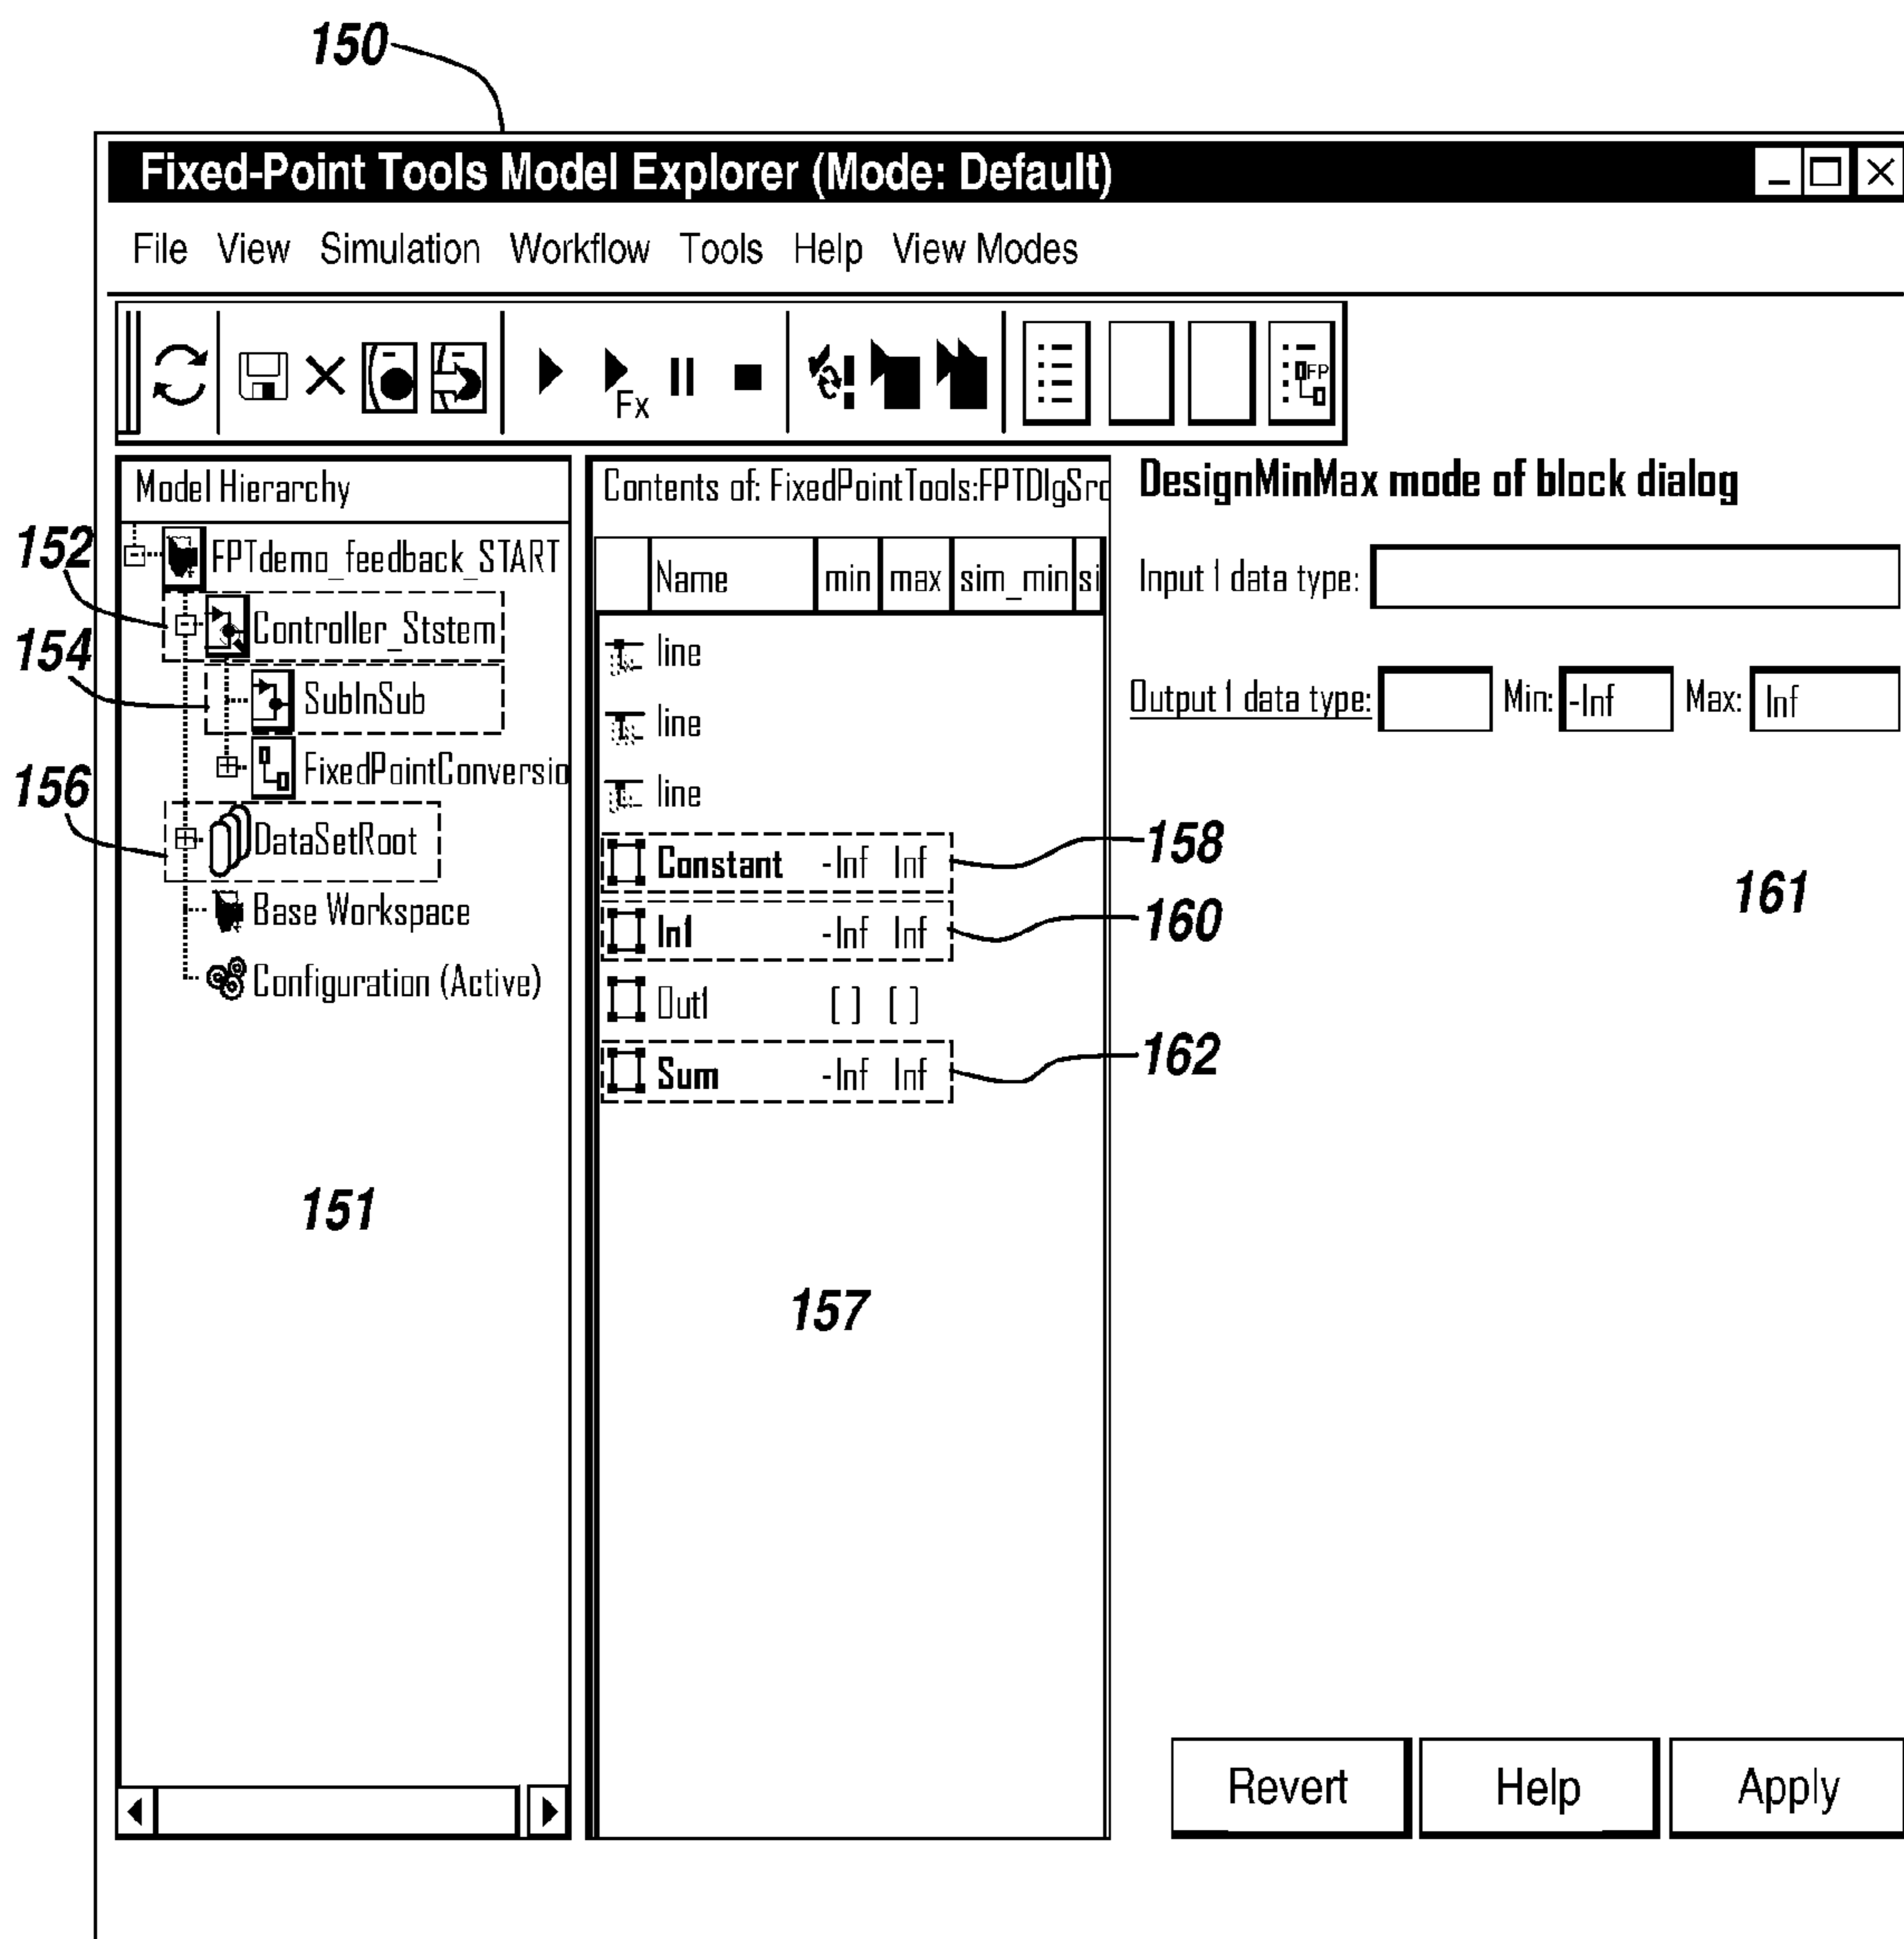 150
Fixed-Point Tools Model Explorer (Mode: Default)
File View Simulation Workflow Tools Help View Modes
Fx
FP
Model Hierarchy
152
FPTdemo_feedback_START
Controller_Ststem
154
SubInSub
FixedPointConversio
156
DataSetRoot
Base Workspace
Configuration (Active)
151
Contents of: FixedPointTools:FPTDlgSrc
Name min max sim_min si
line
line
line
Constant -Inf Inf
158
In1 -Inf Inf
160
Out1 [ ] [ ]
Sum -Inf Inf
162
157
DesignMinMax mode of block dialog
Input 1 data type:
Output 1 data type: Min: -Inf Max: Inf
161
Revert Help Apply